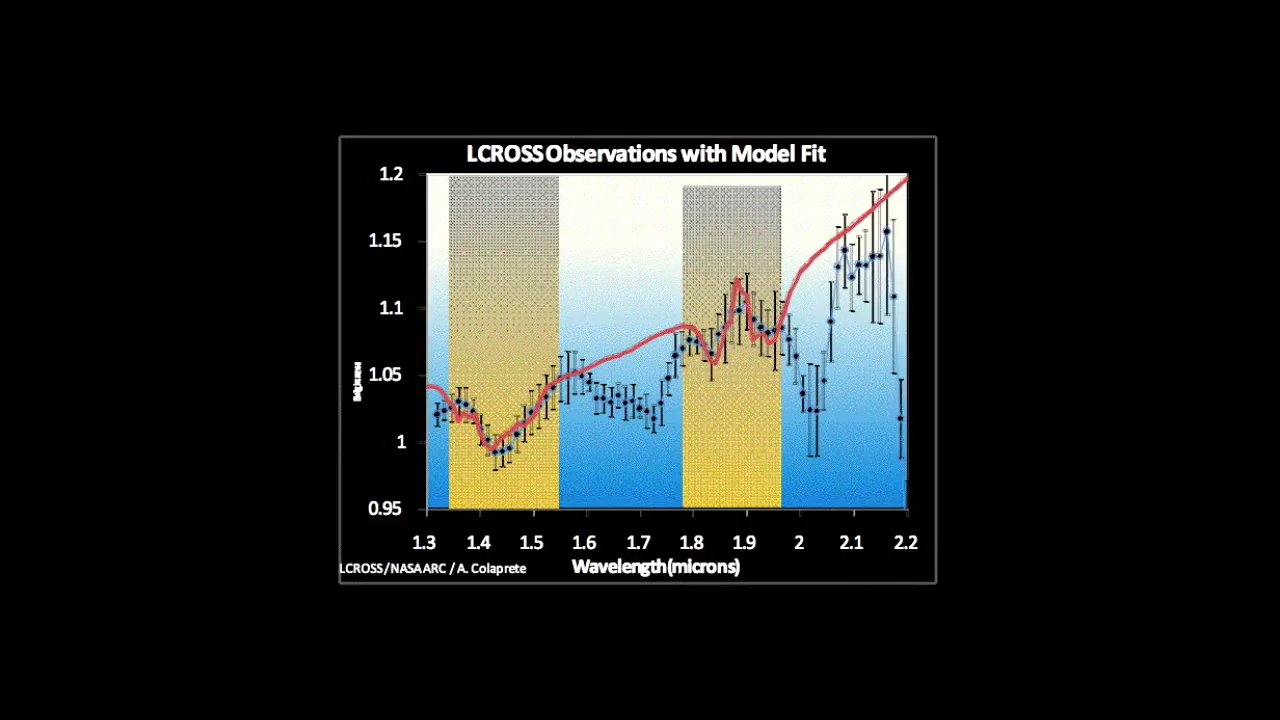 LCROSS Observations with Model Fit
1.2
1.15
1.1
1.05
1
0.95
1.3 1.4 1.5 1.6 1.7 1.8 1.9 2 2.1 2.2
Wavelength (microns)
LCROSS / NASA ARC / A. Colaprete